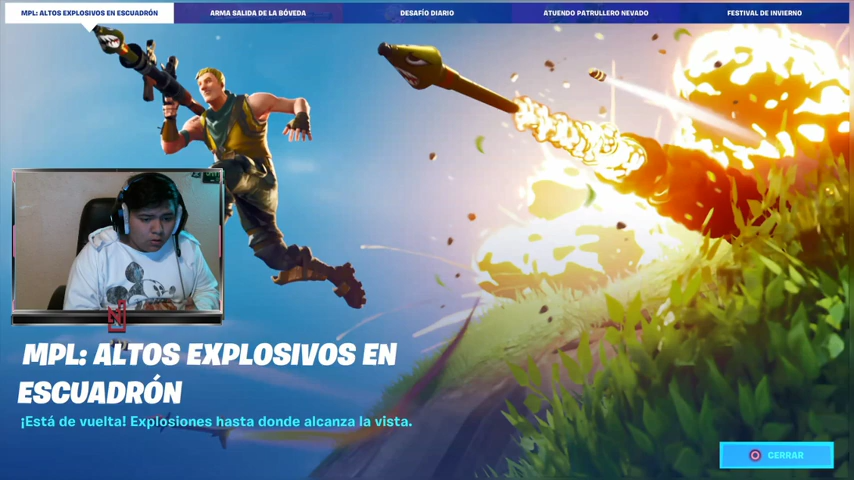 MPL: ALTOS EXPLOSIVOS EN ESCUADRÓN
ARMA SALIDA DE LA BÓVEDA
DESAFÍO DIARIO
ATUENDO PATRULLERO NEVADO
FESTIVAL DE INVIERNO
MPL: ALTOS EXPLOSIVOS EN
ESCUADRÓN
¡Está de vuelta! Explosiones hasta donde alcanza la vista.
CERRAR